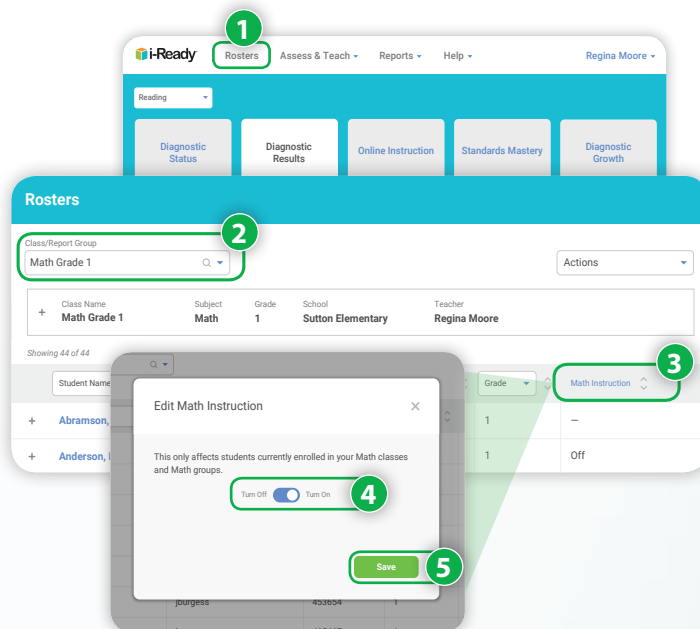 1
i-Ready Rosters Assess & Teach Reports Help Regina Moore
Reading
Diagnostic Status
Diagnostic Results
Online Instruction
Standards Mastery
Diagnostic Growth
Rosters
Class/Report Group
2
Math Grade 1
Actions
Class Name Subject Grade School Teacher
+ Math Grade 1 Math 1 Sutton Elementary Regina Moore
Showing 44 of 44
3
Student Name Grade Math Instruction
+ Abramson, 1 –
+ Anderson, 1 Off
Edit Math Instruction
This only affects students currently enrolled in your Math classes
and Math groups.
Turn Off Turn On 4
Save 5
jburgess 453654 1